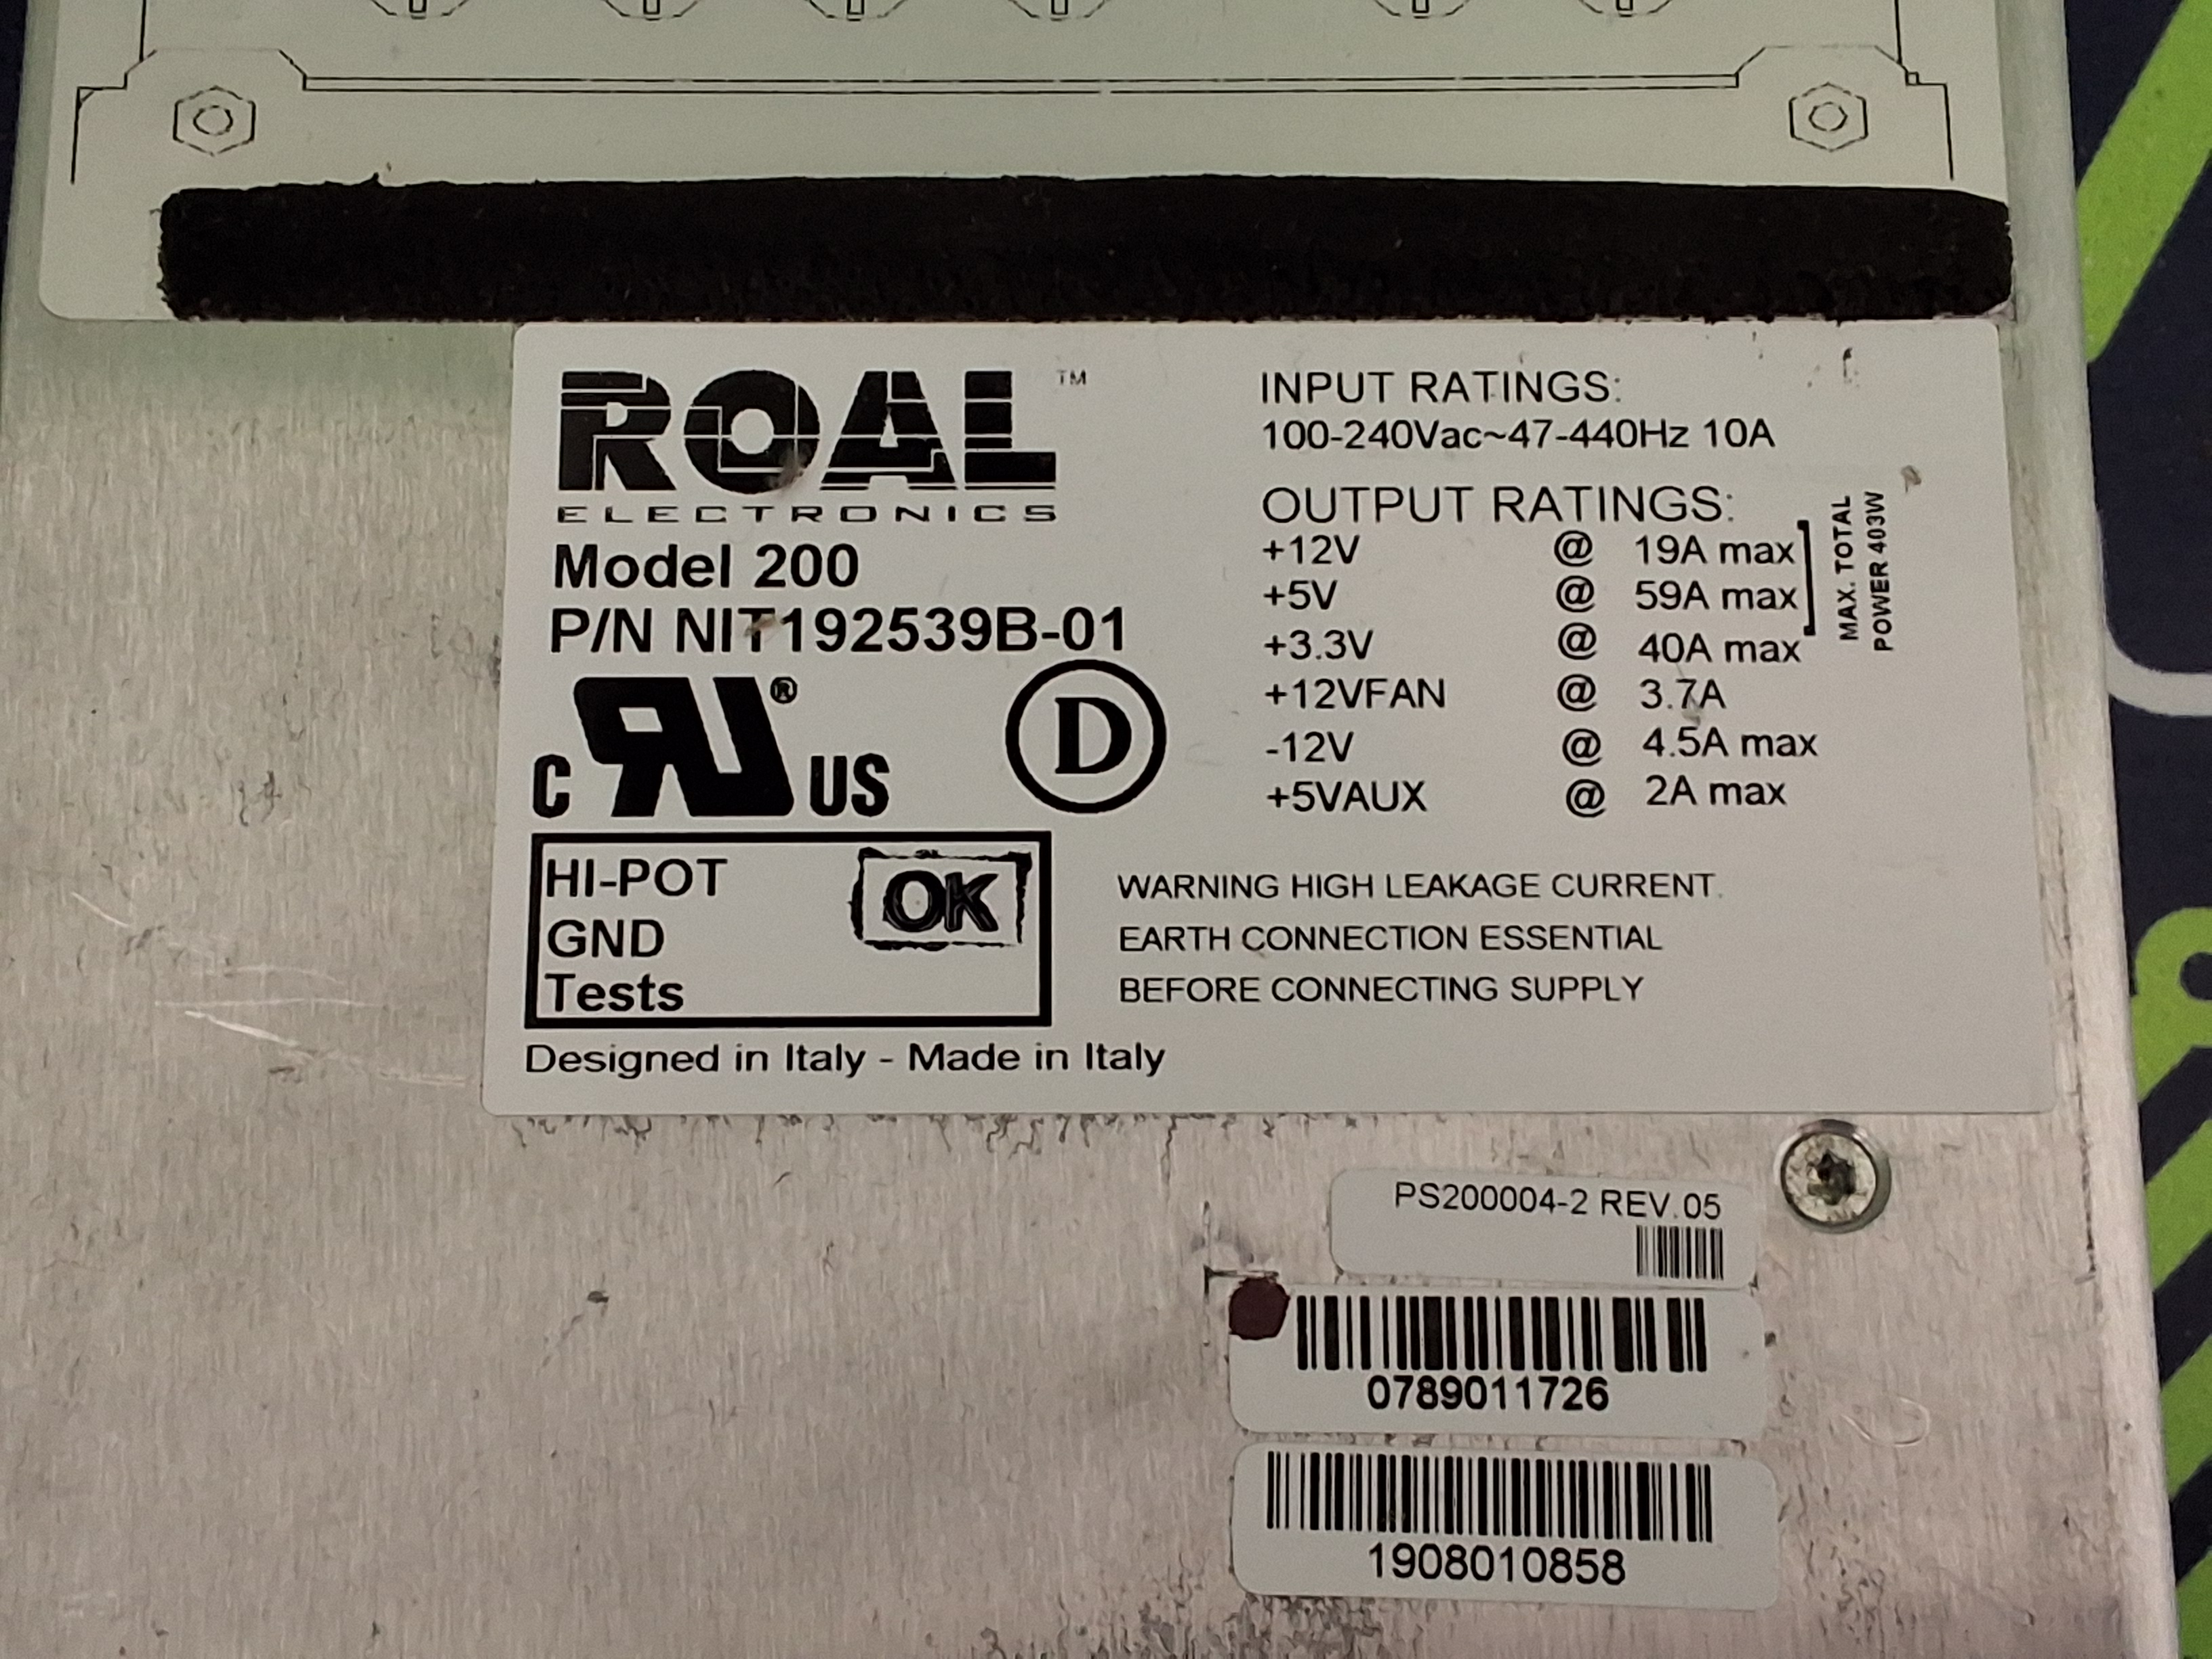 ROAL™
ELECTRONICS
Model 200
P/N NIT192539B-01
C RU® US
D
HI-POT
GND
Tests
OK
Designed in Italy - Made in Italy
INPUT RATINGS:
100-240Vac~47-440Hz 10A
OUTPUT RATINGS:
+12V @ 19A max
+5V @ 59A max
+3.3V @ 40A max
+12VFAN @ 3.7A
-12V @ 4.5A max
+5VAUX @ 2A max
MAX. TOTAL
POWER 403W
WARNING HIGH LEAKAGE CURRENT.
EARTH CONNECTION ESSENTIAL
BEFORE CONNECTING SUPPLY
PS200004-2 REV.05
0789011726
1908010858